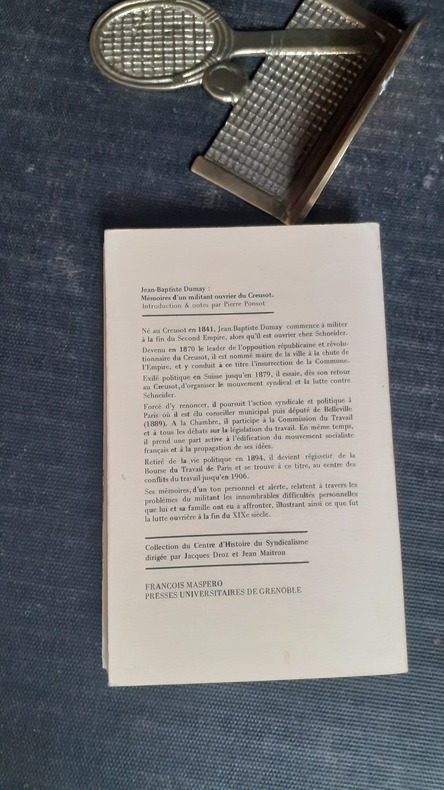 Jean-Baptiste Dumay :
Mémoires d'un militant ouvrier du Creusot.
Introduction & notes par Pierre Ponsot
Né au Creusot en 1841, Jean-Baptiste Dumay commence à militer
à la fin du Second Empire, alors qu'il est ouvrier chez Schneider.
Devenu en 1870 le leader de l'opposition républicaine et révolu-
tionnaire du Creusot, il est nommé maire de la ville à la chute de
l'Empire, et y conduit à ce titre l'insurrection de la Commune.
Exilé politique en Suisse jusqu'en 1879, il essaie, dès son retour
au Creusot, d'organiser le mouvement syndical et la lutte contre
Schneider.
Forcé d'y renoncer, il poursuit l'action syndicale et politique à
Paris où il est élu conseiller municipal puis député de Belleville
(1889). A la Chambre, il participe à la Commission du Travail
et à tous les débats sur la législation du travail. En même temps,
il prend une part active à l'édification du mouvement socialiste
français et à la propagation de ses idées.
Retiré de la vie politique en 1894, il devient régisseur de la
Bourse du Travail de Paris et se trouve à ce titre, au centre des
conflits du travail jusqu'en 1906.
Ses mémoires, d'un ton personnel et alerte, relatent à travers les
problèmes du militant les innombrables difficultés personnelles
que lui et sa famille ont eu à affronter, illustrant ainsi ce que fut
la lutte ouvrière à la fin du XIXe siècle.
Collection du Centre d'Histoire du Syndicalisme
dirigée par Jacques Droz et Jean Maitron
FRANCOIS MASPERO
PRESSES UNIVERSITAIRES DE GRENOBLE